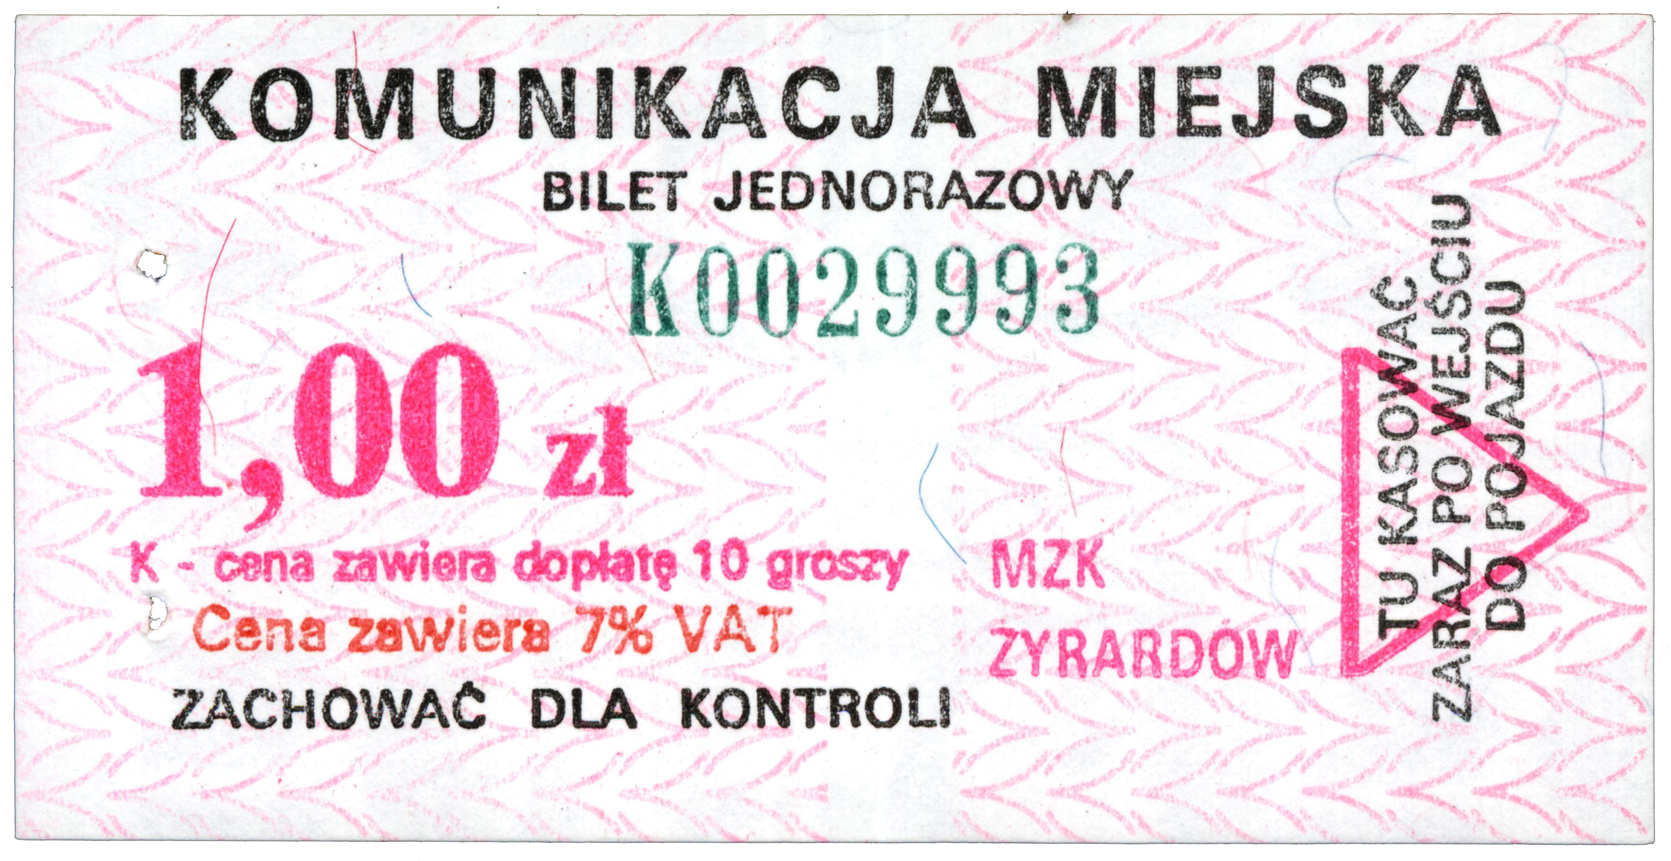 KOMUNIKACJA MIEJSKA
BILET JEDNORAZOWY
K0029993
1,00 zł
K - cena zawiera dopłatę 10 groszy
Cena zawiera 7% VAT
ZACHOWAĆ DLA KONTROLI
MZK
ZYRARDÓW
TU KASOWAĆ
ZARAZ PO WEJŚCIU
DO POJAZDU